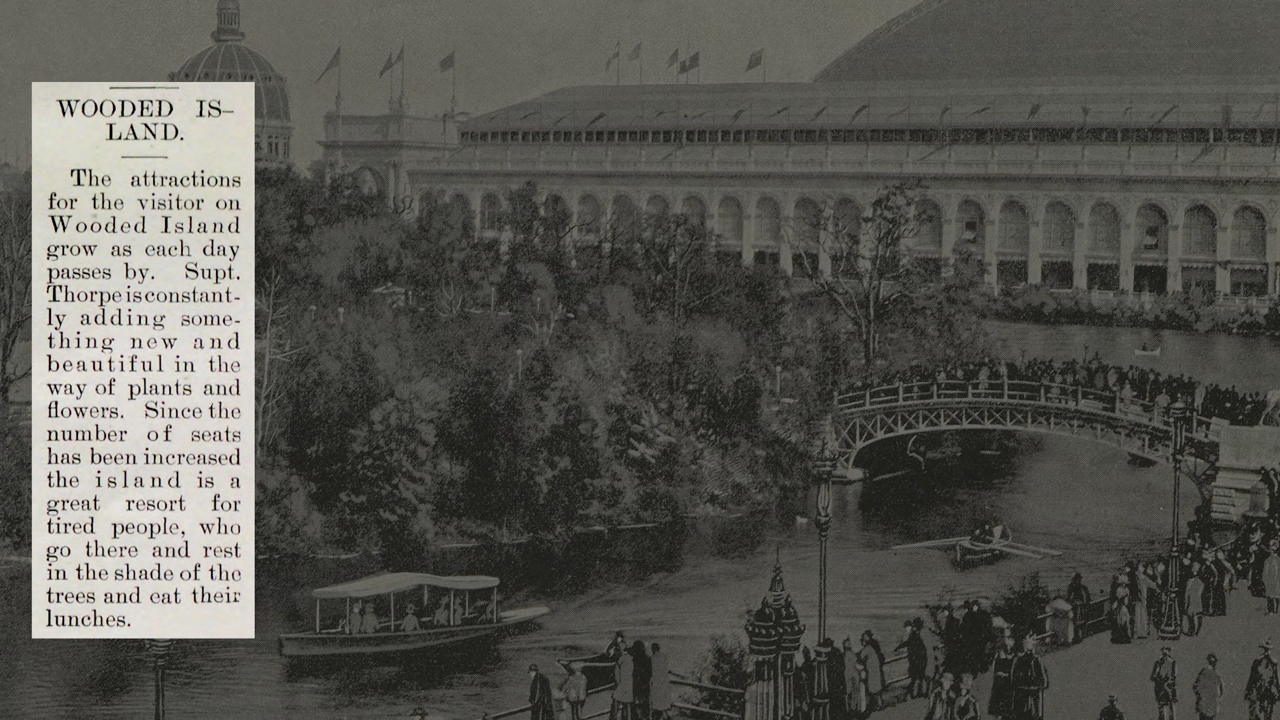 WOODED IS-
LAND.
The attractions
for the visitor on
Wooded Island
grow as each day
passes by. Supt.
Thorpe is constant-
ly adding some-
thing new and
beautiful in the
way of plants and
flowers. Since the
number of seats
has been increased
the island is a
great resort for
tired people, who
go there and rest
in the shade of the
trees and eat their
lunches.